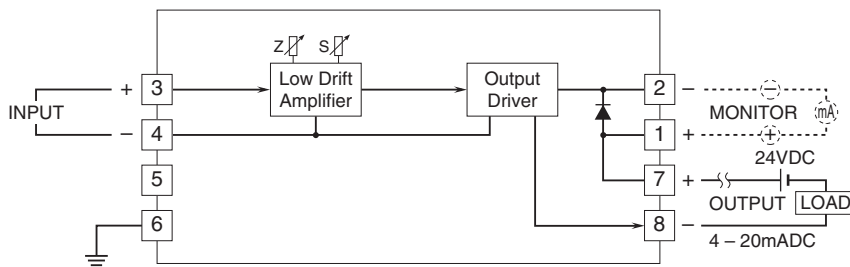 Z S
INPUT
+ 3
Low Drift
Amplifier
Output
Driver
2 − −
MONITOR mA
− 4
1 + +
24VDC
5
7 +
OUTPUT LOAD
6
8 −
4 – 20mADC